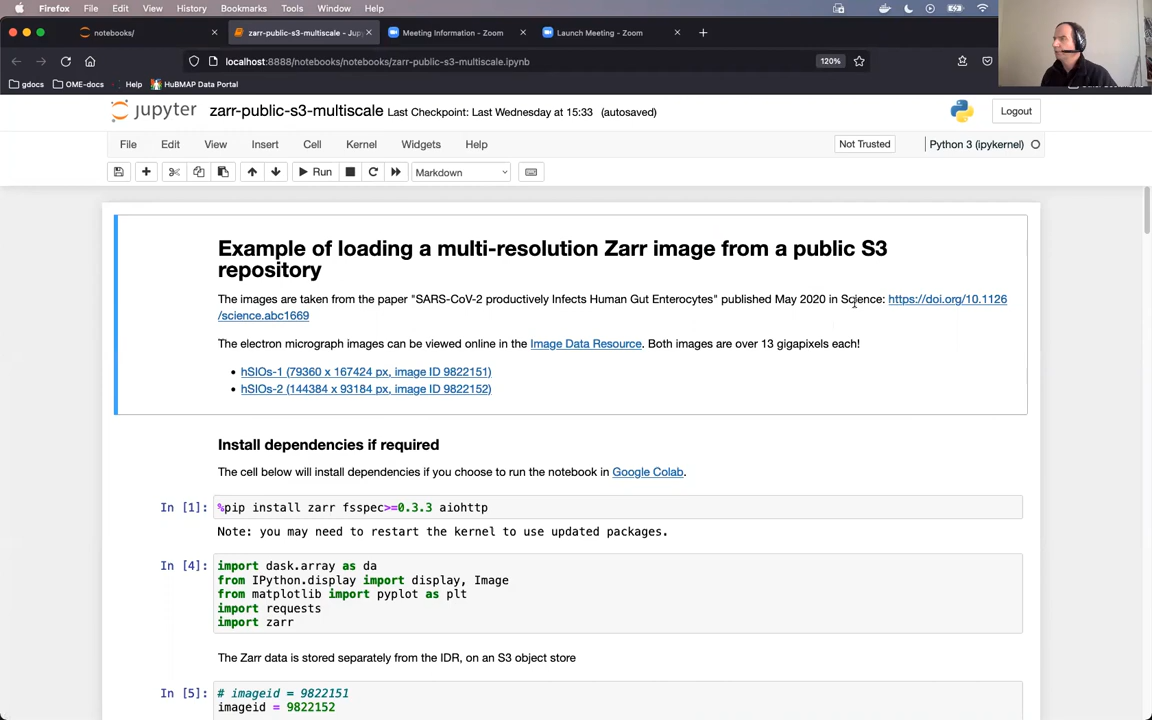 Firefox File Edit View History Bookmarks Tools Window Help
notebooks/
zarr-public-s3-multiscale - Jup
Meeting Information - Zoom
Launch Meeting - Zoom
localhost:8888/notebooks/notebooks/zarr-public-s3-multiscale.ipynb
120%
gdocs OME-docs Help HuBMAP Data Portal
jupyter zarr-public-s3-multiscale Last Checkpoint: Last Wednesday at 15:33 (autosaved)
Logout
File Edit View Insert Cell Kernel Widgets Help
Not Trusted
Python 3 (ipykernel)
Run
Markdown
Example of loading a multi-resolution Zarr image from a public S3
repository
The images are taken from the paper "SARS-CoV-2 productively Infects Human Gut Enterocytes" published May 2020 in Science: https://doi.org/10.1126
/science.abc1669
The electron micrograph images can be viewed online in the Image Data Resource. Both images are over 13 gigapixels each!
• hSIOs-1 (79360 x 167424 px, image ID 9822151)
• hSIOs-2 (144384 x 93184 px, image ID 9822152)
Install dependencies if required
The cell below will install dependencies if you choose to run the notebook in Google Colab.
In [1]: %pip install zarr fsspec>=0.3.3 aiohttp
Note: you may need to restart the kernel to use updated packages.
In [4]: import dask.array as da
from IPython.display import display, Image
from matplotlib import pyplot as plt
import requests
import zarr
The Zarr data is stored separately from the IDR, on an S3 object store
In [5]: # imageid = 9822151
imageid = 9822152